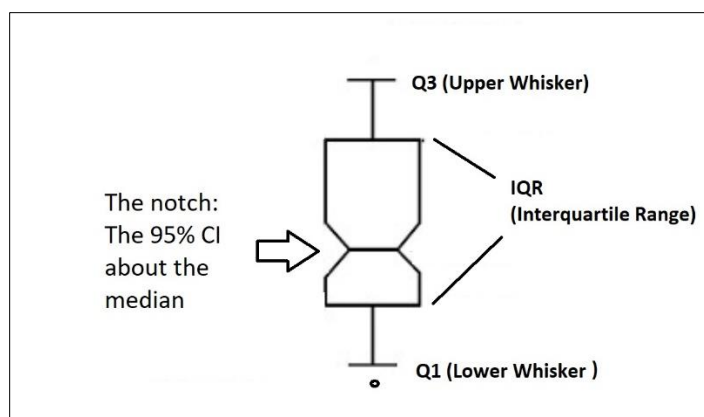 Q3 (Upper Whisker)
The notch:
The 95% CI
about the
median
IQR
(Interquartile Range)
Q1 (Lower Whisker )